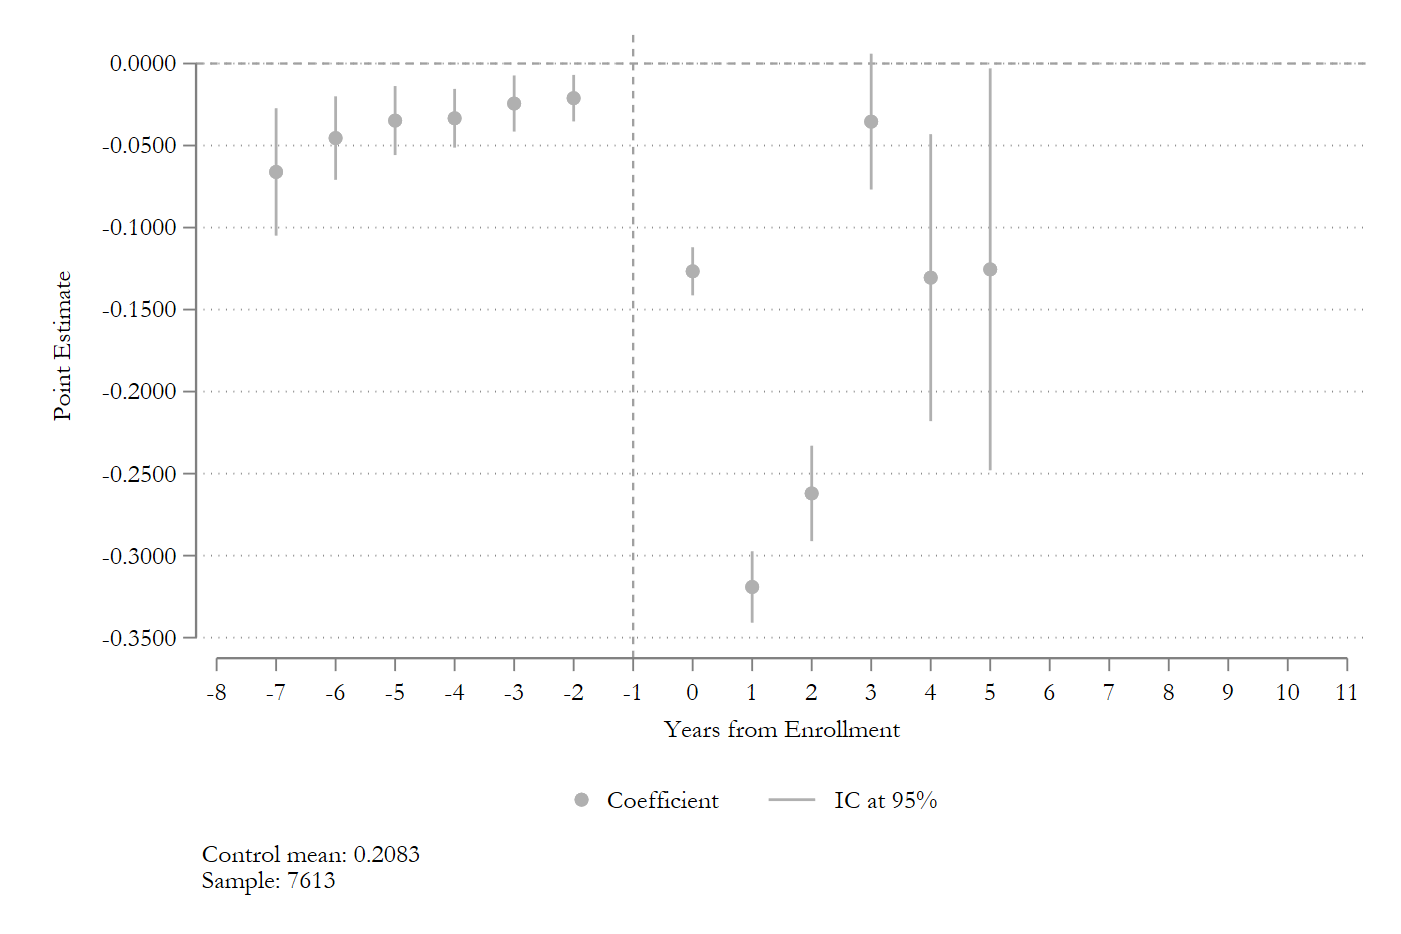 0.0000
-0.0500
-0.1000
-0.1500
-0.2000
-0.2500
-0.3000
-0.3500
Point Estimate
-8 -7 -6 -5 -4 -3 -2 -1 0 1 2 3 4 5 6 7 8 9 10 11
Years from Enrollment
Coefficient IC at 95%
Control mean: 0.2083
Sample: 7613